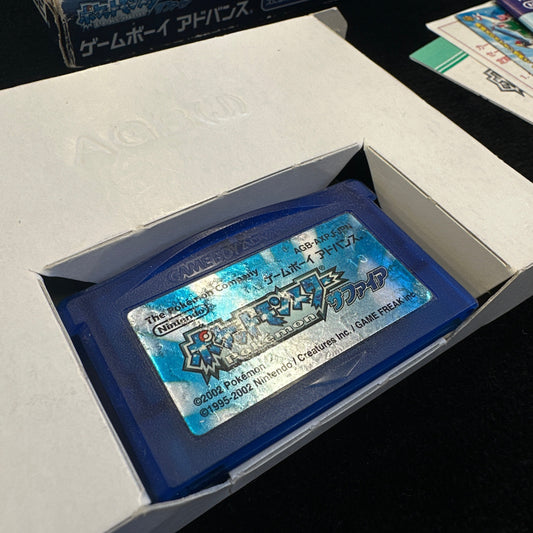 ゲームボーイ アドバンス
AGB
GAME BOY ADVANCE
AGB-AXPJ-JPN
The Pokémon Company
Nintendo
ゲームボーイ アドバンス
ポケットモンスター
Pokémon
サファイア
©2002 Pokémon
©1995-2002 Nintendo / Creatures Inc. / GAME FREAK inc.